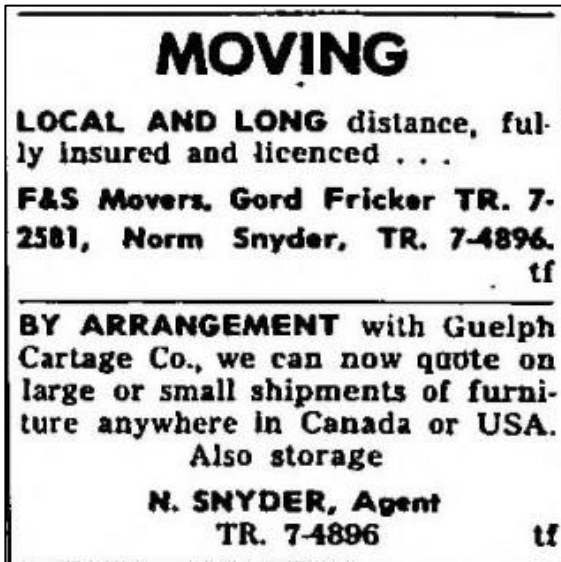 MOVING
LOCAL AND LONG distance, ful-
ly insured and licenced . . .
F&S Movers, Gord Fricker TR. 7-
2581, Norm Snyder, TR. 7-4896.
tf
BY ARRANGEMENT with Guelph
Cartage Co., we can now quote on
large or small shipments of furni-
ture anywhere in Canada or USA.
Also storage
N. SNYDER, Agent
TR. 7-4896 tf